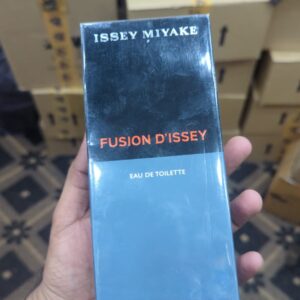 ISSEY MIYAKE
FUSION D'ISSEY
EAU DE TOILETTE